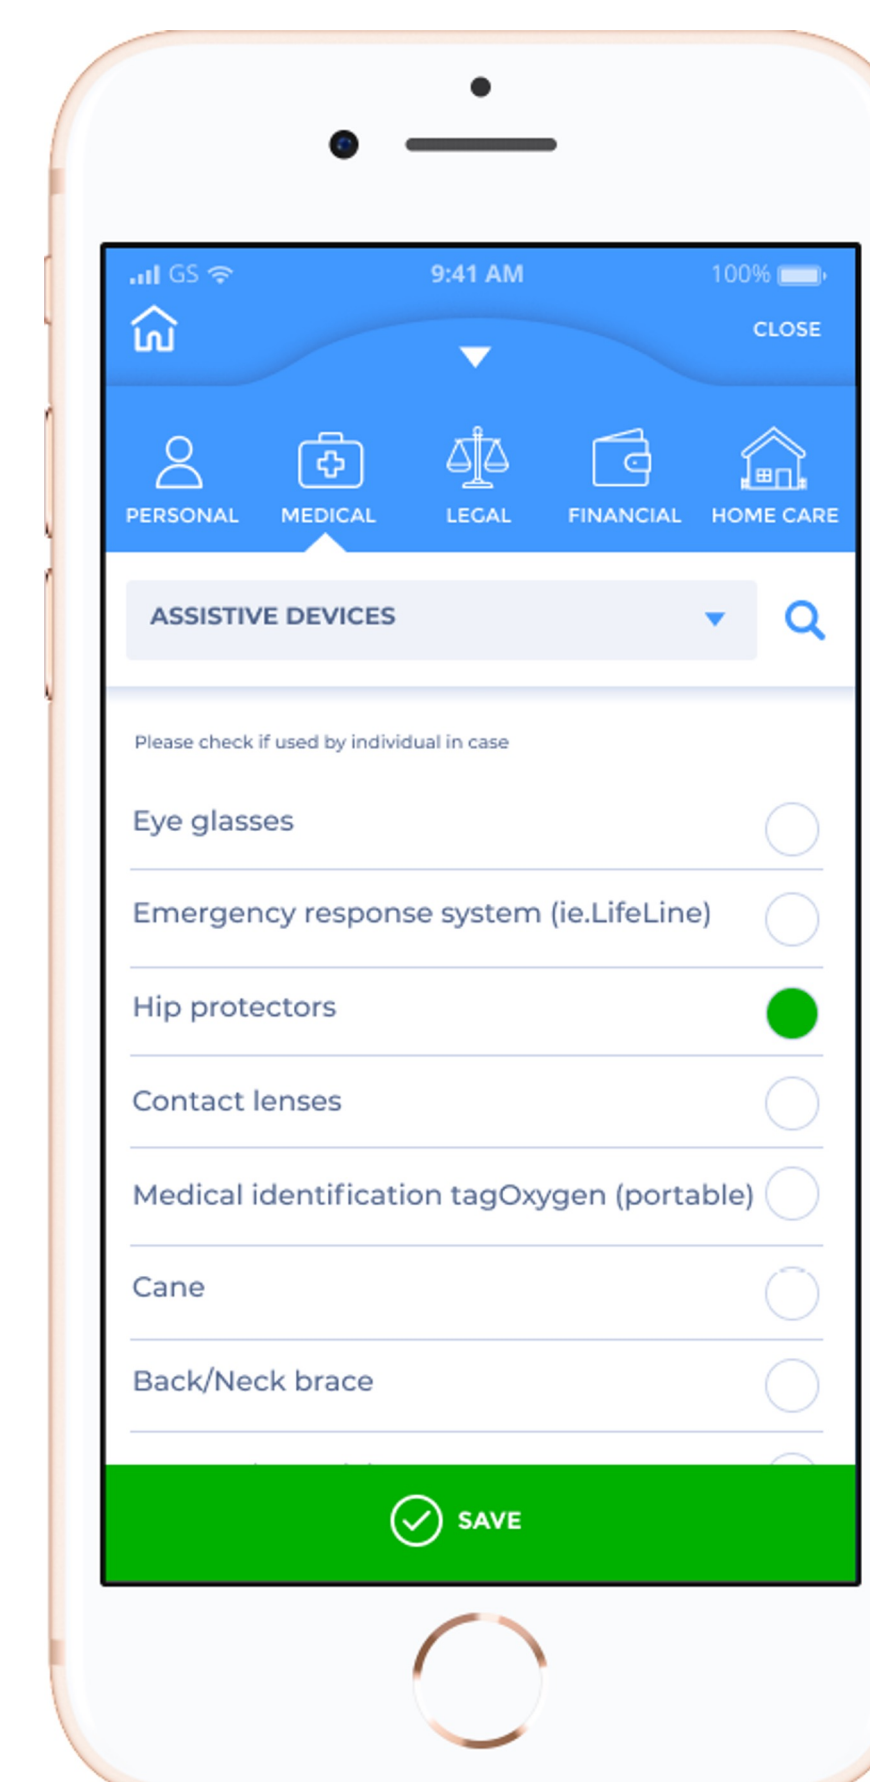 GS 9:41 AM 100%
CLOSE
PERSONAL MEDICAL LEGAL FINANCIAL HOME CARE
ASSISTIVE DEVICES
Please check if used by individual in case
Eye glasses
Emergency response system (ie.LifeLine)
Hip protectors
Contact lenses
Medical identification tagOxygen (portable)
Cane
Back/Neck brace
SAVE